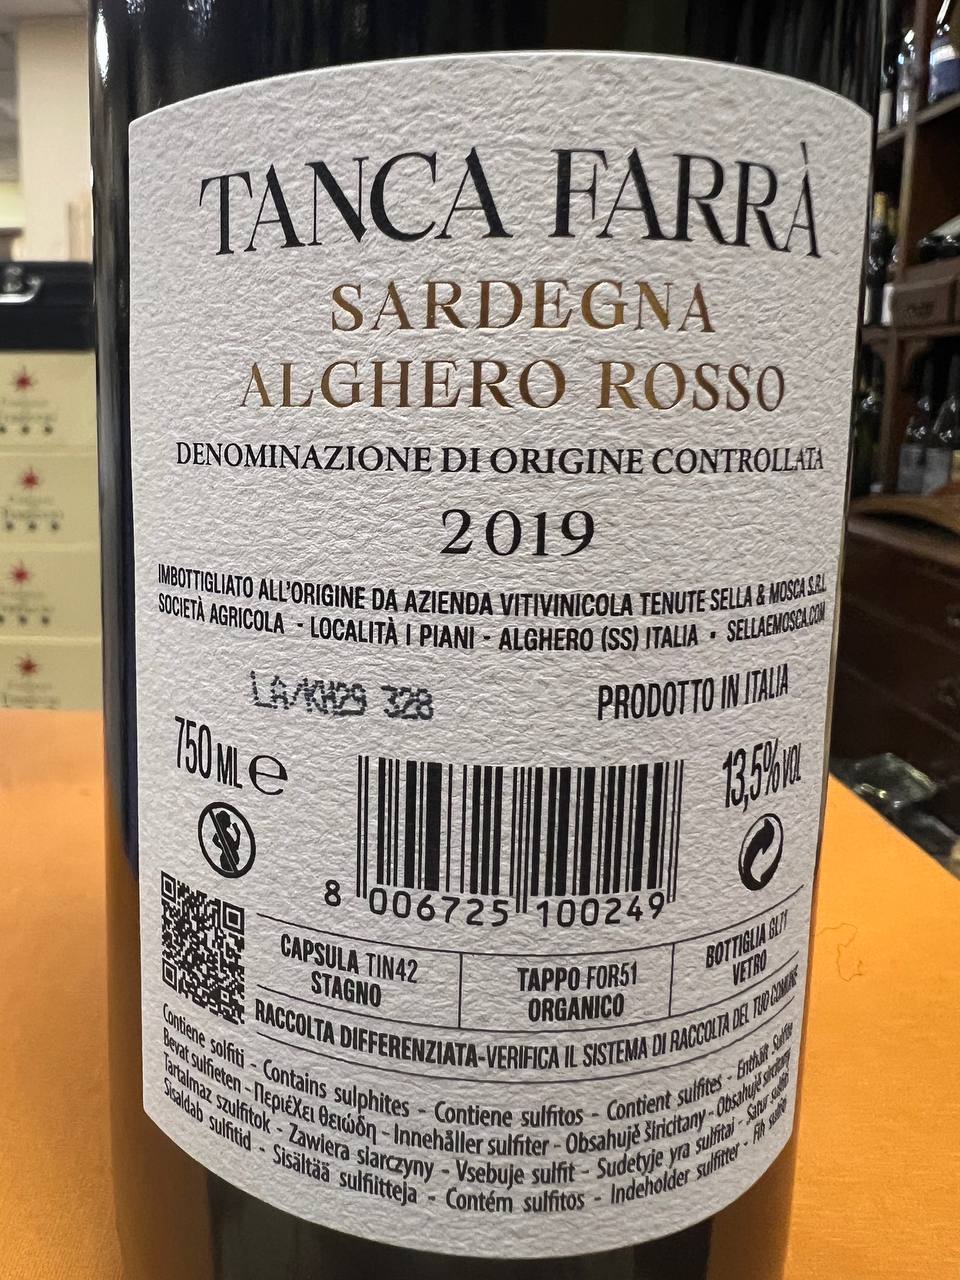 TANCA FARRÀ
SARDEGNA
ALGHERO ROSSO
DENOMINAZIONE DI ORIGINE CONTROLLATA
2019
IMBOTTIGLIATO ALL'ORIGINE DA AZIENDA VITIVINICOLA TENUTE SELLA & MOSCA S.R.L.
SOCIETÀ AGRICOLA - LOCALITÀ I PIANI - ALGHERO (SS) ITALIA • SELLAEMOSCA.COM
LA/KH29 328
PRODOTTO IN ITALIA
750 ML e
13,5% VOL
8 006725 100249
CAPSULA TIN42
STAGNO
TAPPO FOR51
ORGANICO
BOTTIGLIA GL71
VETRO
RACCOLTA DIFFERENZIATA-VERIFICA IL SISTEMA DI RACCOLTA DEL TUO COMUNE
Contiene solfiti - Contains sulphites - Contiene sulfitos - Contient sulfites - Enthält Sulfite
Bevat sulfieten - Περιέχει θειώδη - Innehåller sulfiter - Obsahujě šiřicitany - Obsahujě siricitany
Tartalmaz szulfitok - Zawiera siarczyny - Vsebuje sulfit - Sudetyje yra sulfitai - Satur sulfiti
Sisaldab sulfitid - Sisältää sulfiitteja - Contém sulfitos - Indeholder sulfitter - Fih sulfiti